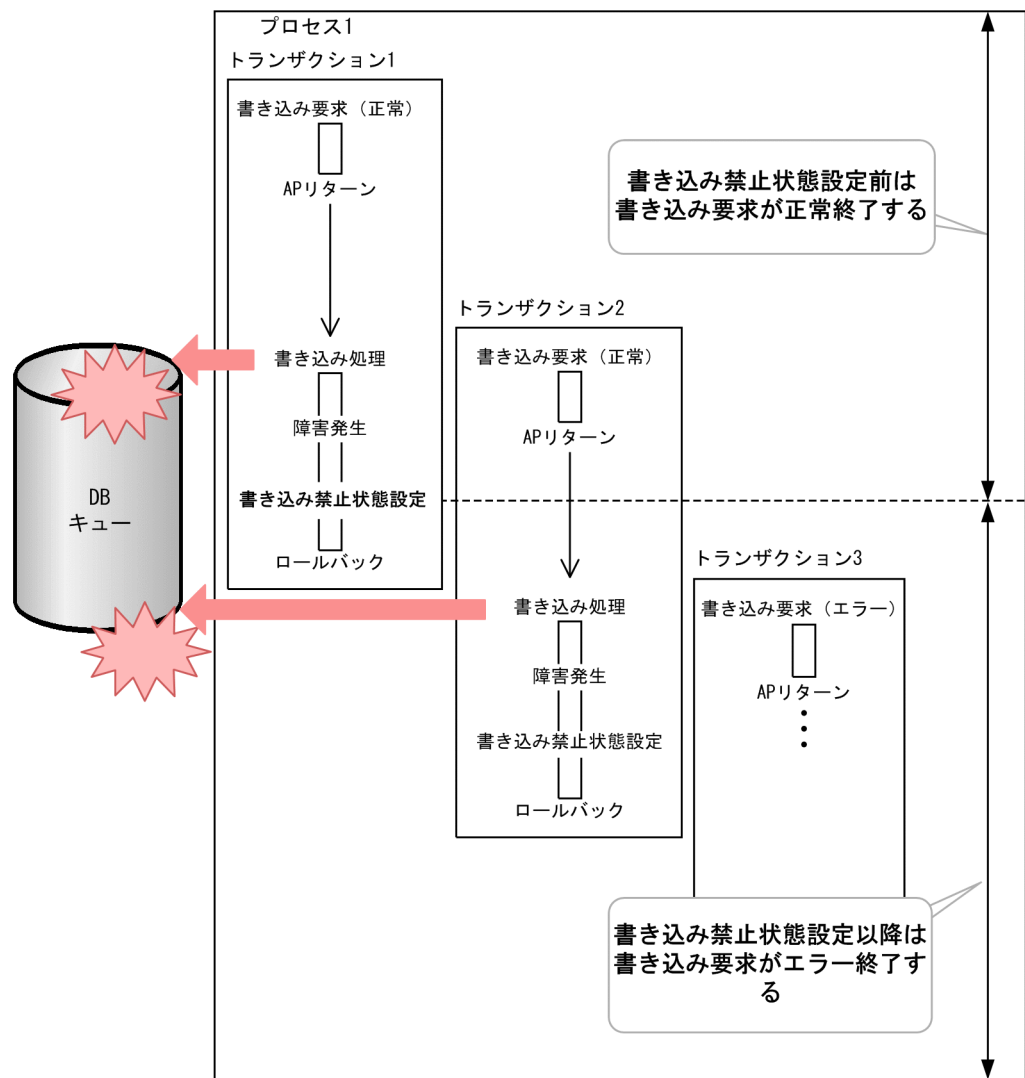 プロセス1
トランザクション1
書き込み要求（正常）
APリターン
書き込み処理
障害発生
書き込み禁止状態設定
ロールバック
DB
キュー
トランザクション2
書き込み要求（正常）
APリターン
書き込み処理
障害発生
書き込み禁止状態設定
ロールバック
トランザクション3
書き込み要求（エラー）
APリターン
書き込み禁止状態設定前は
書き込み要求が正常終了する
書き込み禁止状態設定以降は
書き込み要求がエラー終了す
る